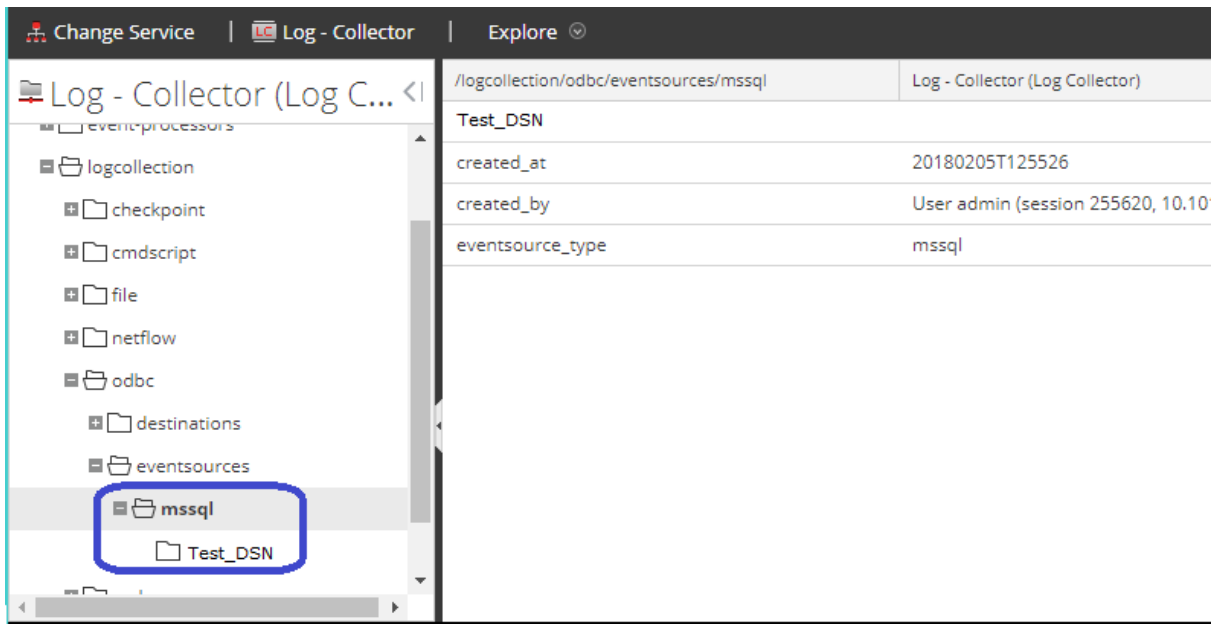 Change Service | LC Log - Collector | Explore
Log - Collector (Log C...
event-processors
logcollection
checkpoint
cmdscript
file
netflow
odbc
destinations
eventsources
mssql
Test_DSN
/logcollection/odbc/eventsources/mssql Log - Collector (Log Collector)
Test_DSN
created_at 20180205T125526
created_by User admin (session 255620, 10.10
eventsource_type mssql